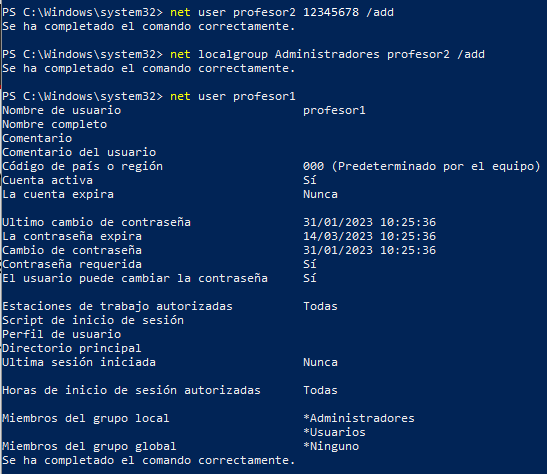 PS C:\Windows\system32> net user profesor2 12345678 /add
Se ha completado el comando correctamente.
PS C:\Windows\system32> net localgroup Administradores profesor2 /add
Se ha completado el comando correctamente.
PS C:\Windows\system32> net user profesor1
Nombre de usuario profesor1
Nombre completo
Comentario
Comentario del usuario
Código de país o región 000 (Predeterminado por el equipo)
Cuenta activa Sí
La cuenta expira Nunca
Ultimo cambio de contraseña 31/01/2023 10:25:36
La contraseña expira 14/03/2023 10:25:36
Cambio de contraseña 31/01/2023 10:25:36
Contraseña requerida Sí
El usuario puede cambiar la contraseña Sí
Estaciones de trabajo autorizadas Todas
Script de inicio de sesión
Perfil de usuario
Directorio principal
Ultima sesión iniciada Nunca
Horas de inicio de sesión autorizadas Todas
Miembros del grupo local *Administradores
*Usuarios
Miembros del grupo global *Ninguno
Se ha completado el comando correctamente.